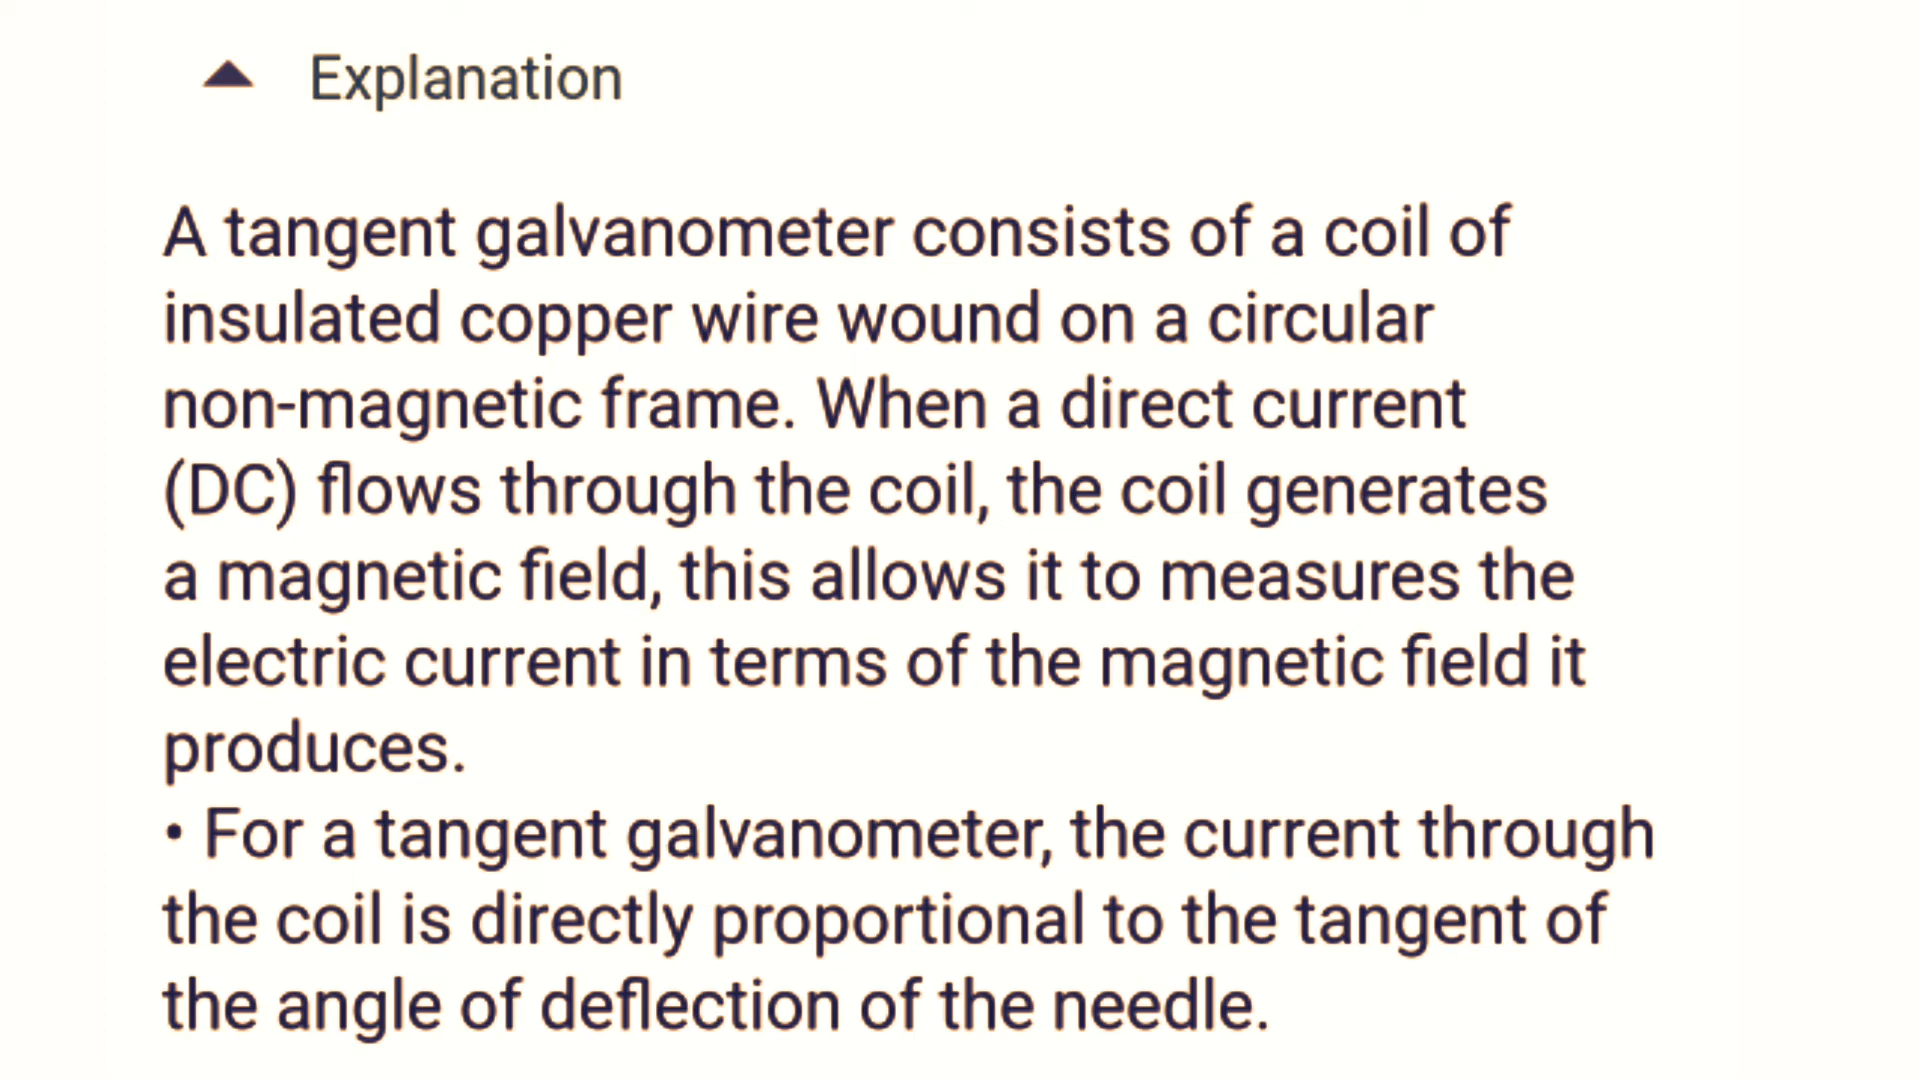 Explanation
A tangent galvanometer consists of a coil of
insulated copper wire wound on a circular
non-magnetic frame. When a direct current
(DC) flows through the coil, the coil generates
a magnetic field, this allows it to measures the
electric current in terms of the magnetic field it
produces.
• For a tangent galvanometer, the current through
the coil is directly proportional to the tangent of
the angle of deflection of the needle.